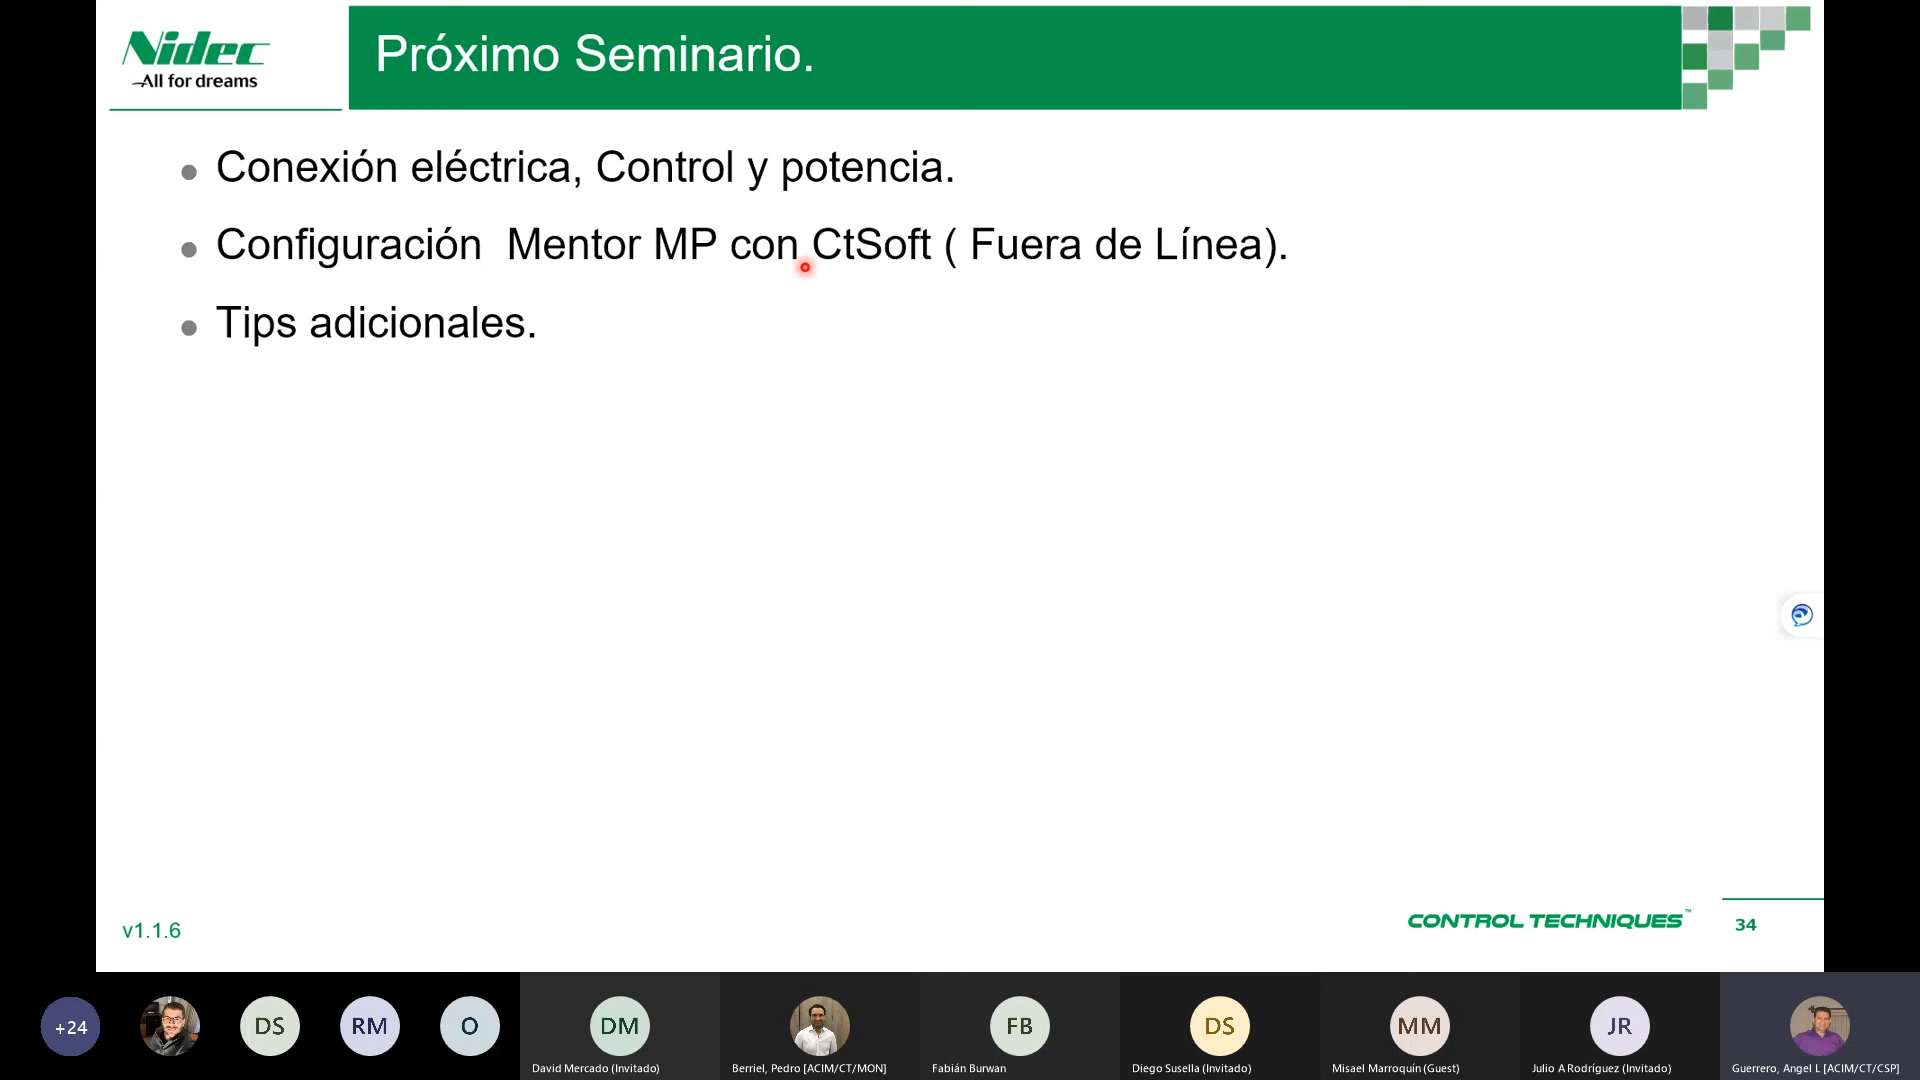 Nidec
All for dreams
Próximo Seminario.
Conexión eléctrica, Control y potencia.
Configuración  Mentor MP con CtSoft ( Fuera de Línea).
Tips adicionales.
v1.1.6
CONTROL TECHNIQUES™
34
+24
DS
RM
O
DM
David Mercado (Invitado)
Berriel, Pedro [ACIM/CT/MON]
FB
Fabián Burwan
DS
Diego Susella (Invitado)
MM
Misael Marroquín (Guest)
JR
Julio A Rodríguez (Invitado)
Guerrero, Angel L [ACIM/CT/CSP]